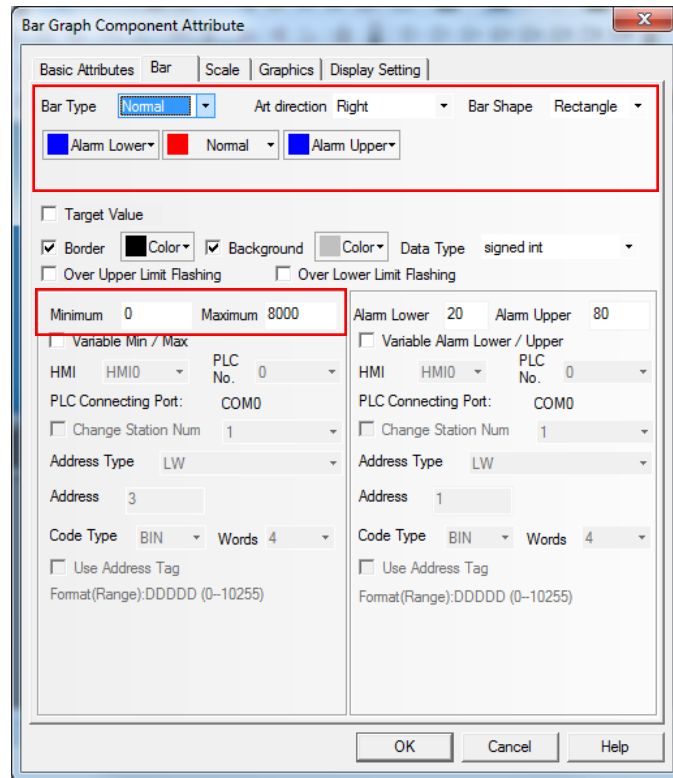 Bar Graph Component Attribute
Basic Attributes Bar Scale Graphics Display Setting
Bar Type Normal Art direction Right Bar Shape Rectangle
Alarm Lower Normal Alarm Upper
Target Value
Border Color Background Color Data Type signed int
Over Upper Limit Flashing Over Lower Limit Flashing
Minimum 0 Maximum 8000 Alarm Lower 20 Alarm Upper 80
Variable Min / Max Variable Alarm Lower / Upper
HMI HMI0 PLC No. 0 HMI HMI0 PLC No. 0
PLC Connecting Port: COM0 PLC Connecting Port: COM0
Change Station Num 1 Change Station Num 1
Address Type LW Address Type LW
Address 3 Address 1
Code Type BIN Words 4 Code Type BIN Words 4
Use Address Tag Use Address Tag
Format(Range):DDDDD (0--10255) Format(Range):DDDDD (0--10255)
OK Cancel Help